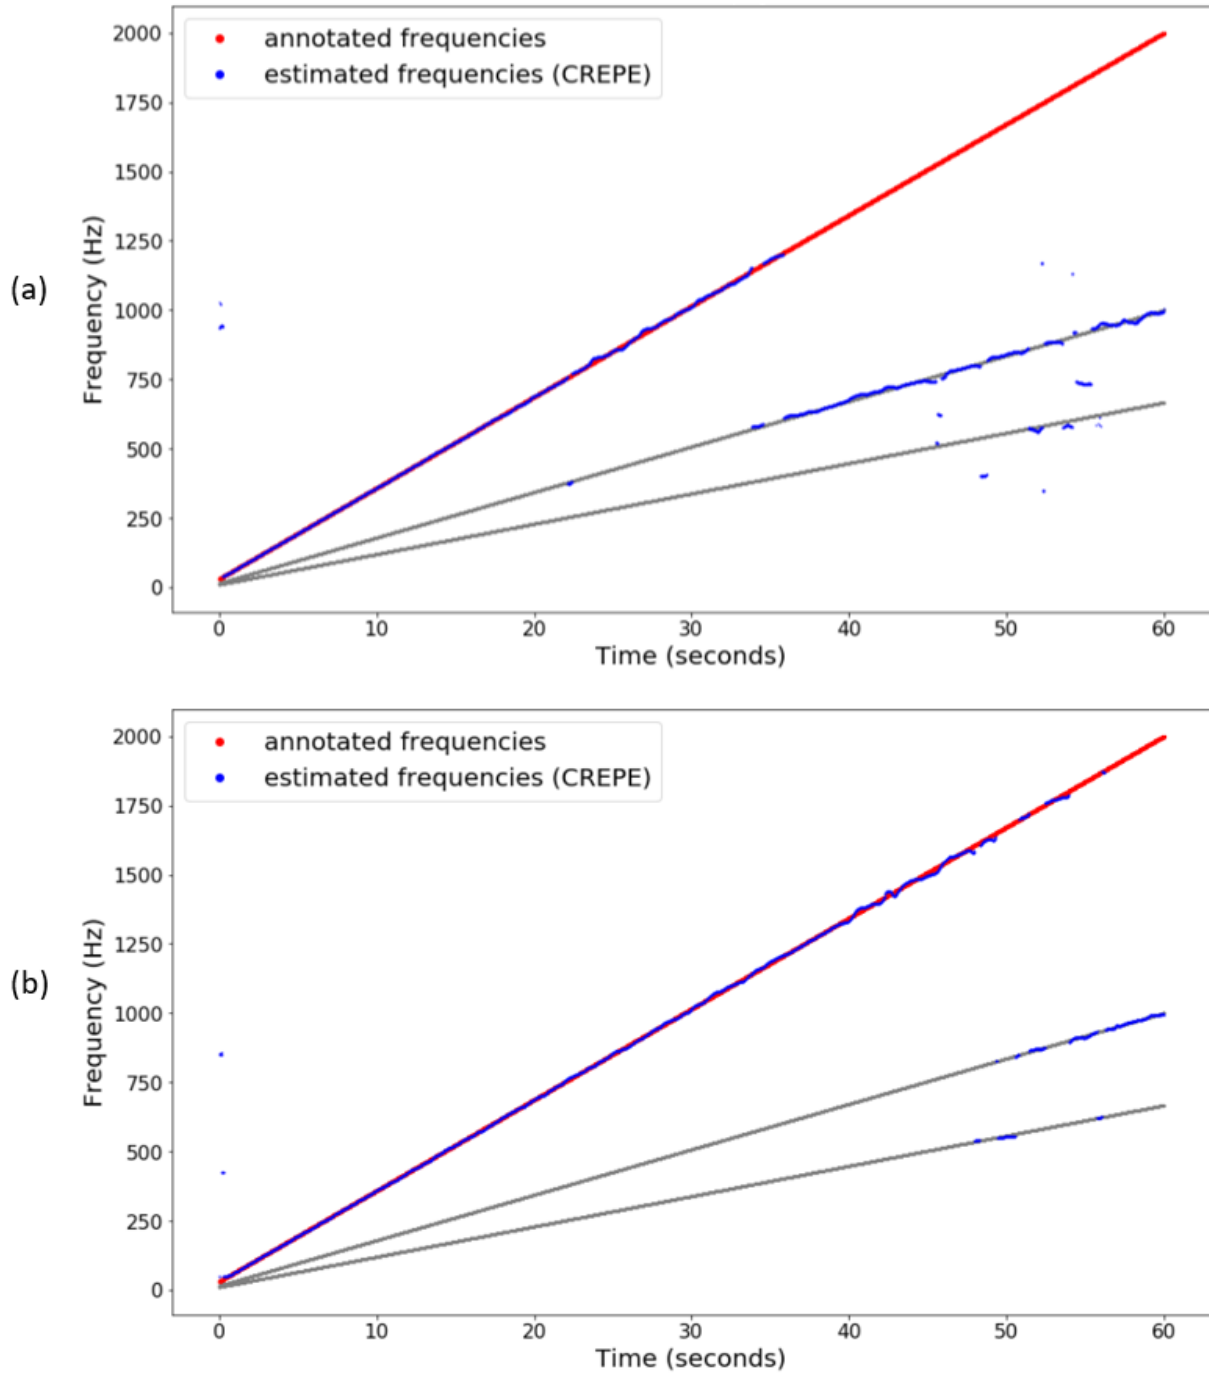 annotated frequencies
estimated frequencies (CREPE)
2000
1750
1500
1250
1000
750
500
250
0
Frequency (Hz)
(a)
0 10 20 30 40 50 60
Time (seconds)
annotated frequencies
estimated frequencies (CREPE)
2000
1750
1500
1250
1000
750
500
250
0
Frequency (Hz)
(b)
0 10 20 30 40 50 60
Time (seconds)